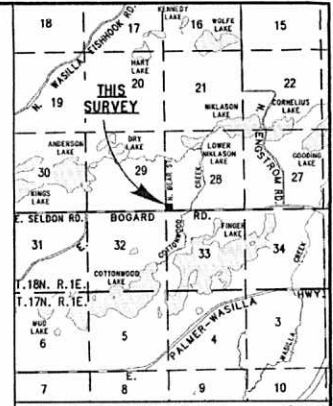 18
17
KENNEDY
LAKE
16
WOLFE
LAKE
15
N. WASILLA FISHHOOK RD.
HART
LAKE
20
THIS
SURVEY
19
21
22
NIKLASON
LAKE
CORNELIUS
LAKE
N. ENGSTROM RD.
ANDERSON
LAKE
DRY
LAKE
LOWER
NIKLASON
LAKE
GOODING
LAKE
30
29
N. BEAR ST.
CREEK
28
27
KINGS
LAKE
E. SELDON RD.
BOGARD RD.
31
E.
32
COTTONWOOD
FINGER
LAKE
33
34
CREEK
COTTONWOOD
LAKE
T.18N. R.1E.
T.17N. R.1E.
HWY.
MUD
LAKE
6
5
PALMER-WASILLA
4
3
WASILLA
E.
7
8
9
10